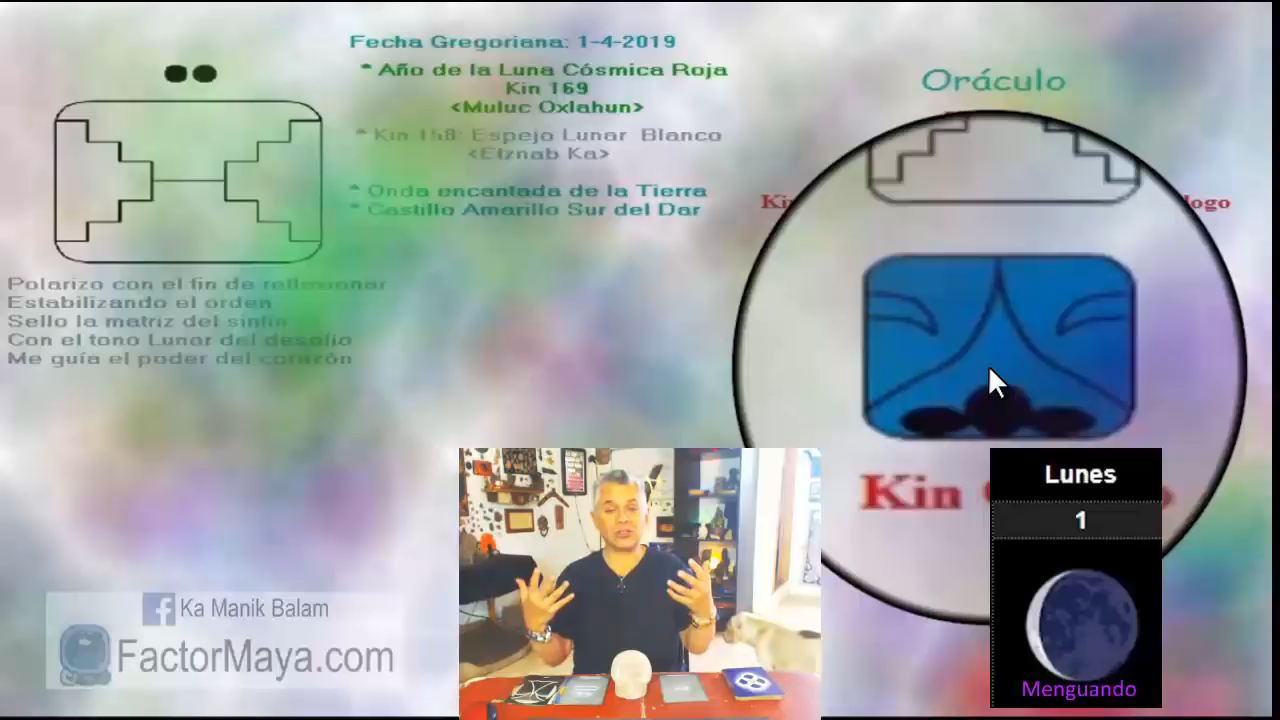 Fecha Gregoriana: 1-4-2019
* Año de la Luna Cósmica Roja
Kin 169
<Muluc Oxlahun>
* Kin 158: Espejo Lunar Blanco
<Etznab Ka>
* Onda encantada de la Tierra
* Castillo Amarillo Sur del Dar
Polarizo con el fin de reflexionar
Estabilizando el orden
Sello la matriz del sinfin
Con el tono Lunar del desafio
Me guía el poder del corazón
Oráculo
Kin
Lunes
1
Menguando
Ka Manik Balam
FactorMaya.com